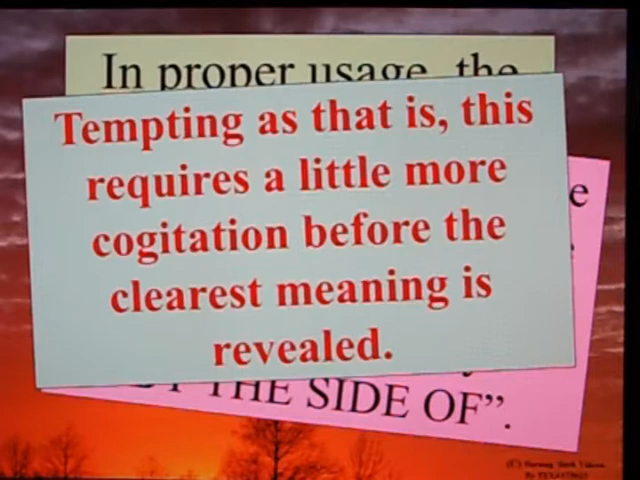 In proper usage, the
Tempting as that is, this
requires a little more
cogitation before the
clearest meaning is
revealed.
e
THE SIDE OF”.